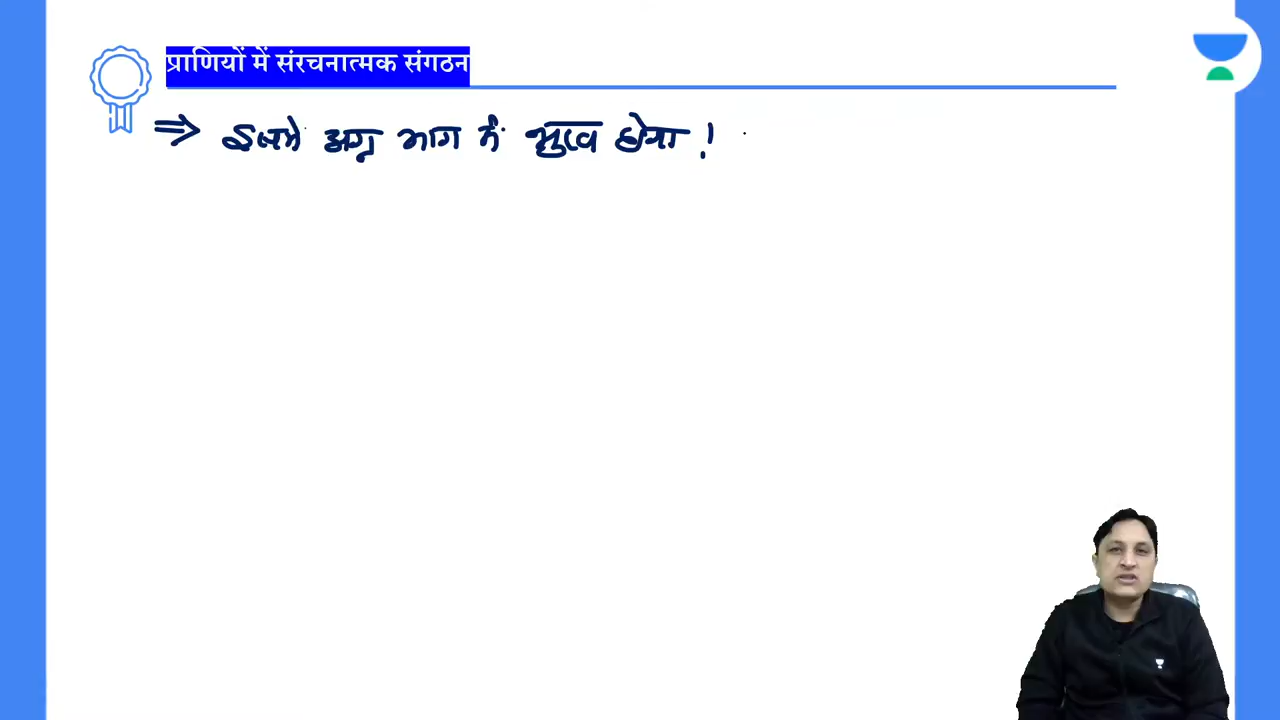 प्राणियों में संरचनात्मक संगठन
⇒ इसमे अग्र भाग में मुख होगा !